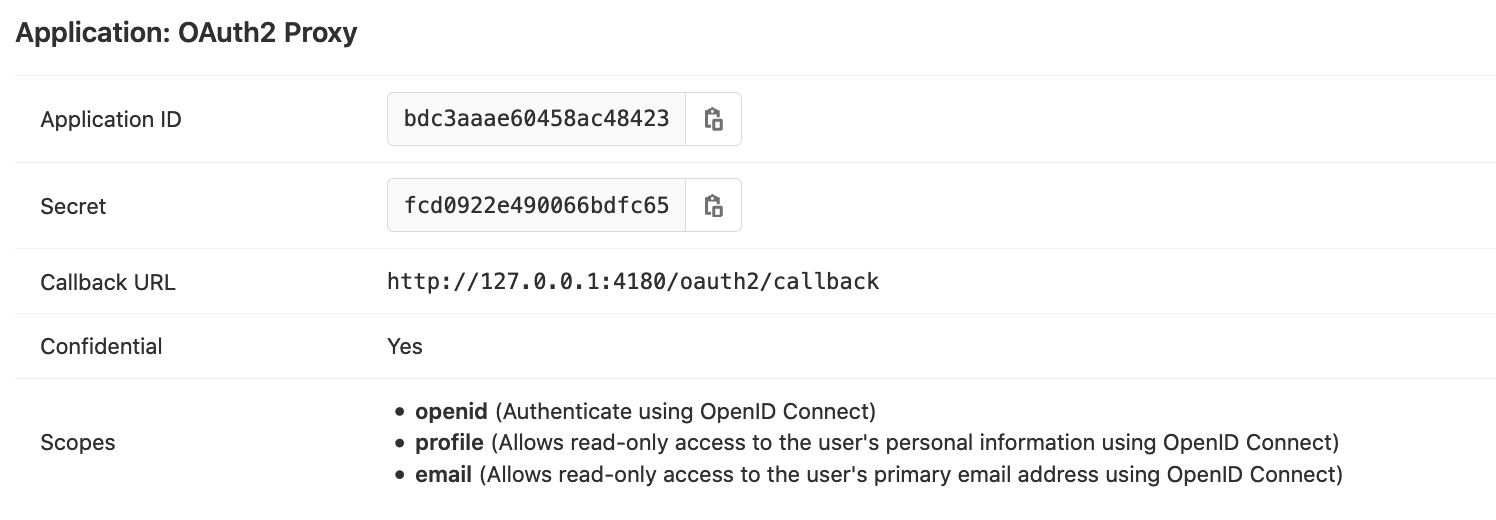 Application: OAuth2 Proxy
Application ID
bdc3aaae60458ac48423
Secret
fcd0922e490066bdfc65
Callback URL
http://127.0.0.1:4180/oauth2/callback
Confidential
Yes
Scopes
• openid (Authenticate using OpenID Connect)
• profile (Allows read-only access to the user's personal information using OpenID Connect)
• email (Allows read-only access to the user's primary email address using OpenID Connect)